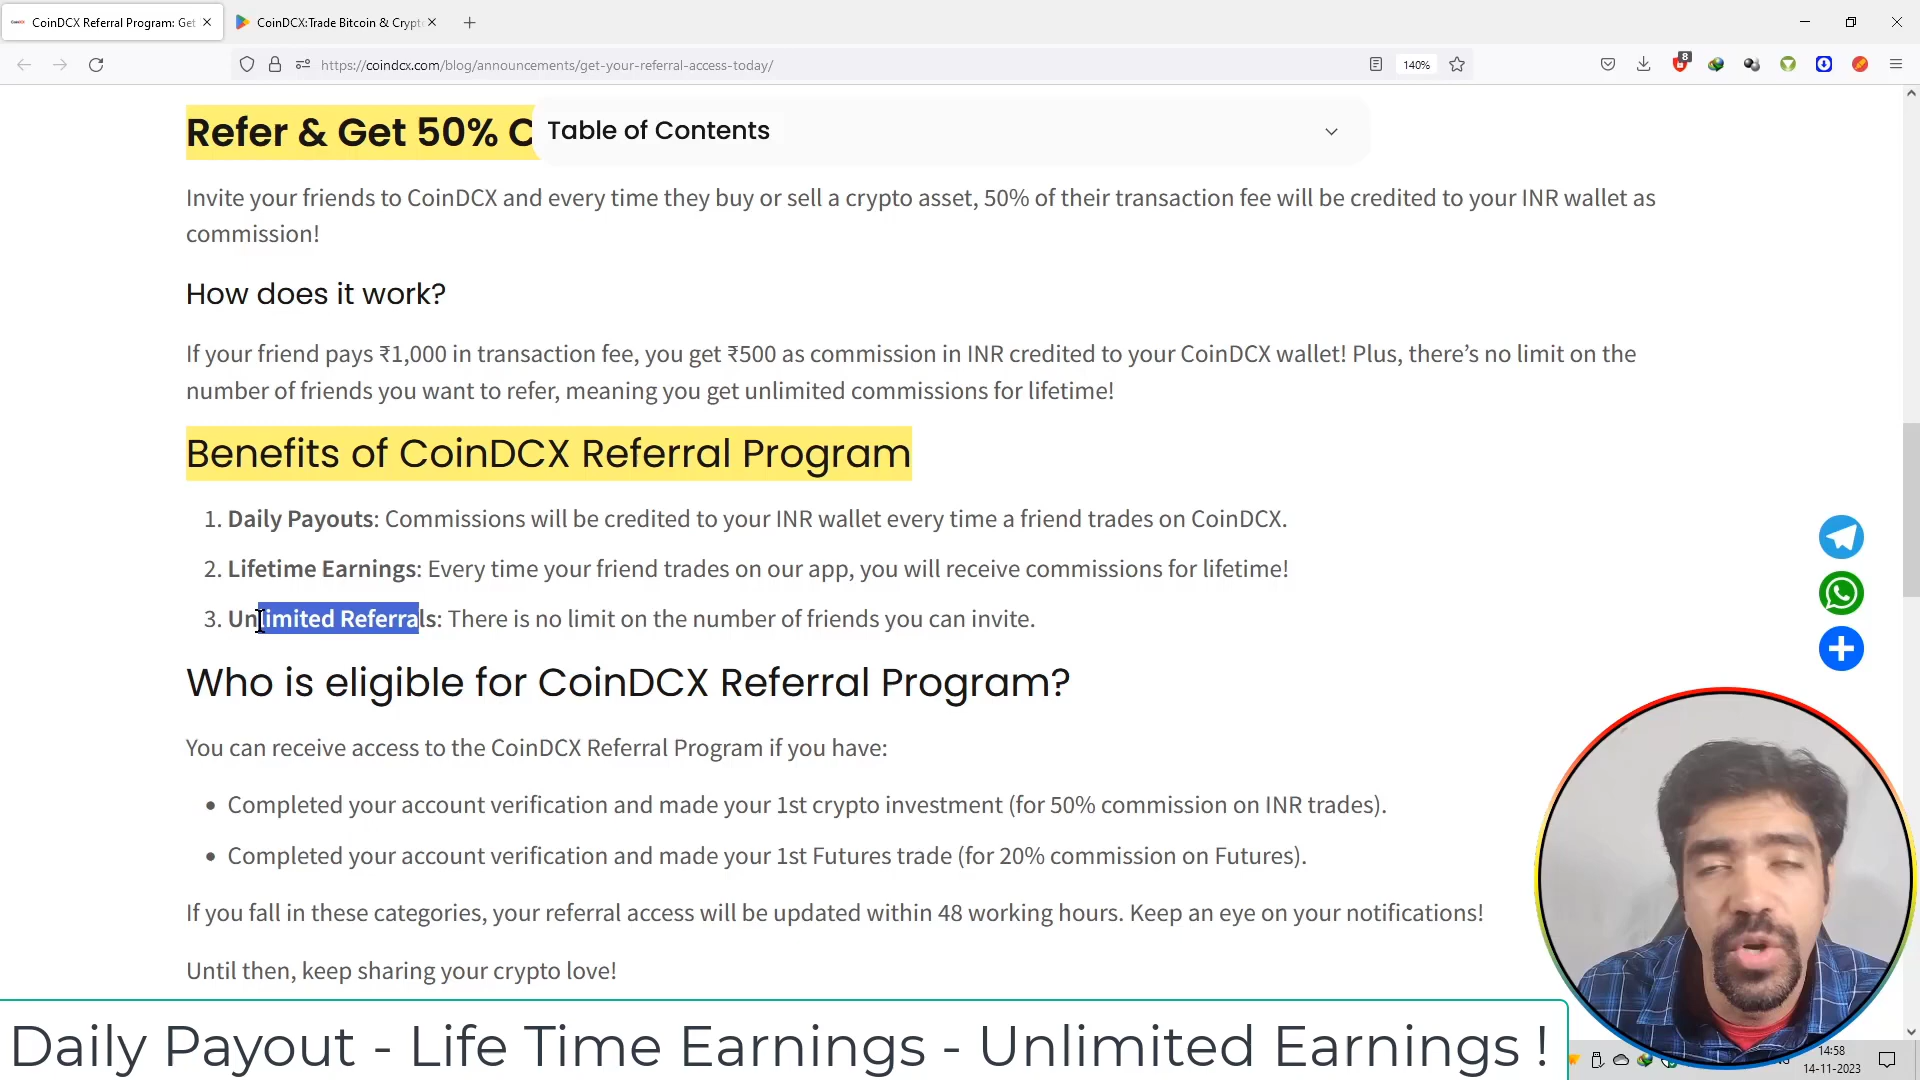 CoinDCX Referral Program: Get
CoinDCX:Trade Bitcoin & Crypt
https://coindcx.com/blog/announcements/get-your-referral-access-today/
140%
8
Refer & Get 50% C
Table of Contents
Invite your friends to CoinDCX and every time they buy or sell a crypto asset, 50% of their transaction fee will be credited to your INR wallet as
commission!
How does it work?
If your friend pays ₹1,000 in transaction fee, you get ₹500 as commission in INR credited to your CoinDCX wallet! Plus, there’s no limit on the
number of friends you want to refer, meaning you get unlimited commissions for lifetime!
Benefits of CoinDCX Referral Program
1. Daily Payouts: Commissions will be credited to your INR wallet every time a friend trades on CoinDCX.
2. Lifetime Earnings: Every time your friend trades on our app, you will receive commissions for lifetime!
3. Unlimited Referrals: There is no limit on the number of friends you can invite.
Who is eligible for CoinDCX Referral Program?
You can receive access to the CoinDCX Referral Program if you have:
• Completed your account verification and made your 1st crypto investment (for 50% commission on INR trades).
• Completed your account verification and made your 1st Futures trade (for 20% commission on Futures).
If you fall in these categories, your referral access will be updated within 48 working hours. Keep an eye on your notifications!
Until then, keep sharing your crypto love!
Daily Payout - Life Time Earnings - Unlimited Earnings !
14:58
14-11-2023